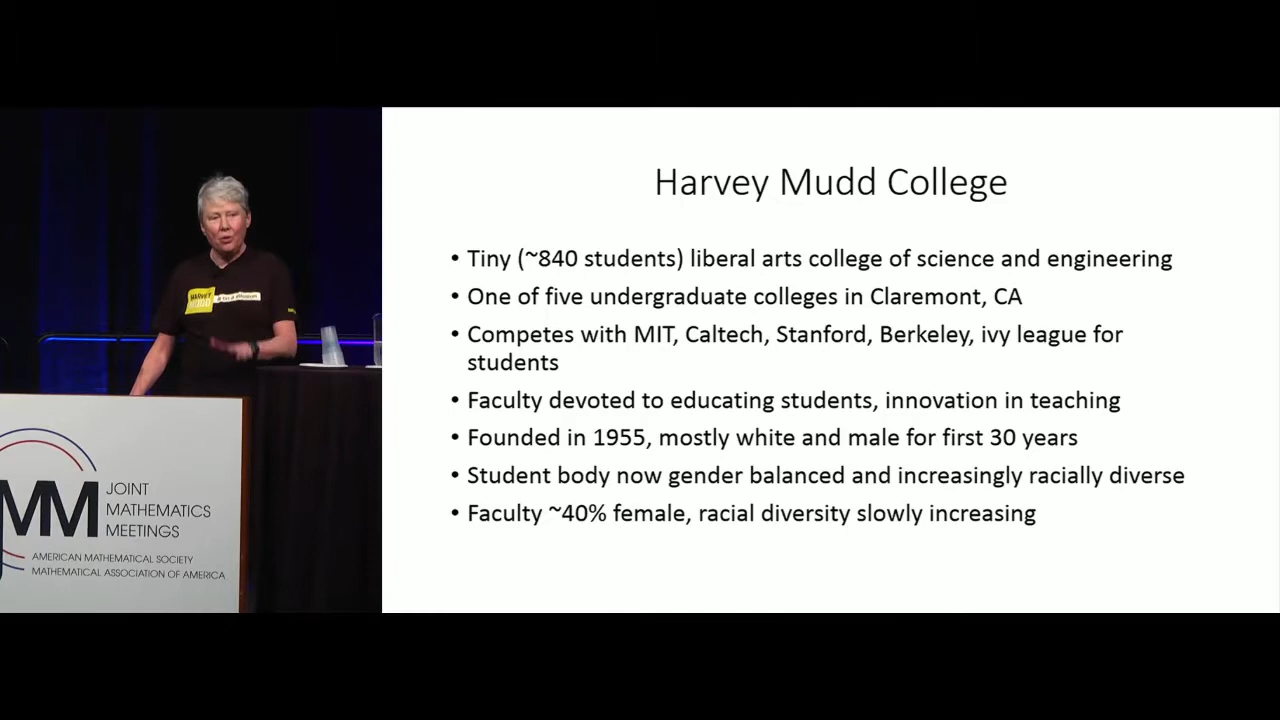 Harvey Mudd College
• Tiny (~840 students) liberal arts college of science and engineering
• One of five undergraduate colleges in Claremont, CA
• Competes with MIT, Caltech, Stanford, Berkeley, ivy league for
students
• Faculty devoted to educating students, innovation in teaching
• Founded in 1955, mostly white and male for first 30 years
• Student body now gender balanced and increasingly racially diverse
• Faculty ~40% female, racial diversity slowly increasing
HARVEY
MUDD
JMM
JOINT
MATHEMATICS
MEETINGS
AMERICAN MATHEMATICAL SOCIETY
MATHEMATICAL ASSOCIATION OF AMERICA